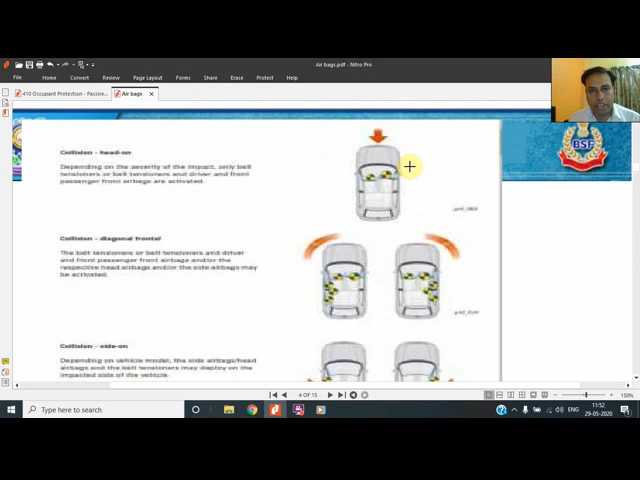 Air bags.pdf - Nitro Pro
File Home Convert Review Page Layout Forms Share Erase Protect Help
410 Occupant Protection - Passive...
Air bags
BSF
Collision - head-on
Depending on the severity of the impact, only belt
tensioners or belt tensioners and driver and front
passenger front airbags are activated.
Collision - diagonal frontal
The belt tensioners or belt tensioners and driver
and front passenger front airbags and/or the
respective head airbags and/or the side airbags may
be activated.
Collision - side-on
Depending on vehicle model, the side airbags/head
airbags and the belt tensioners may deploy on the
impacted side of the vehicle.
4 OF 15
150%
Type here to search
ENG
11:52
29-05-2020